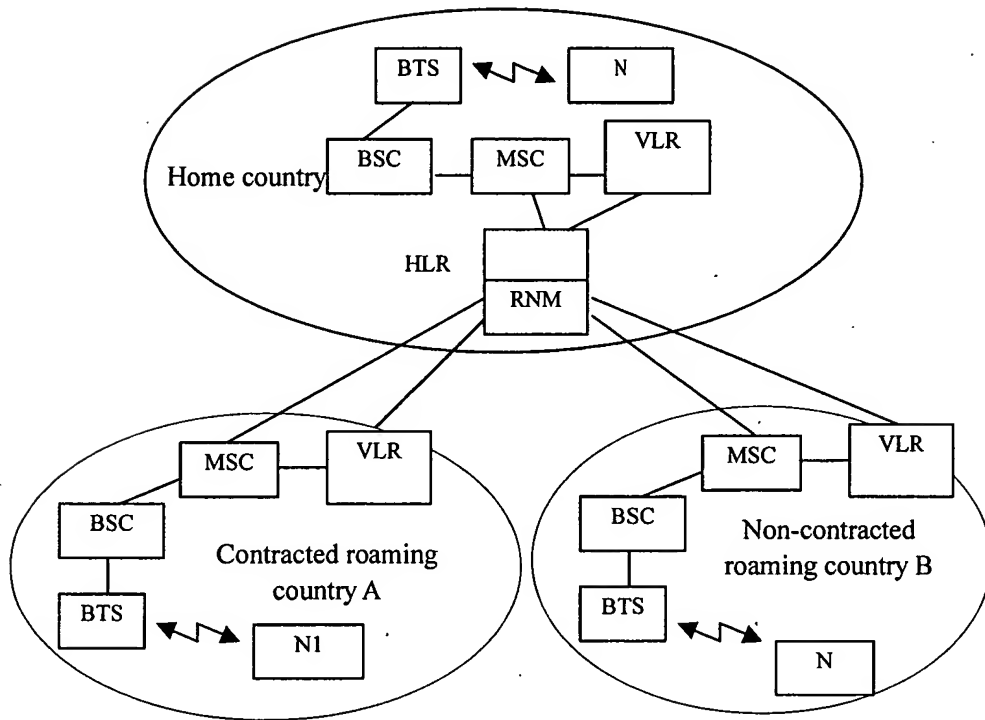 BTS
N
BSC
MSC
VLR
Home country
HLR
RNM
MSC
VLR
BSC
Contracted roaming
country A
BTS
N1
MSC
VLR
BSC
Non-contracted
roaming country B
BTS
N